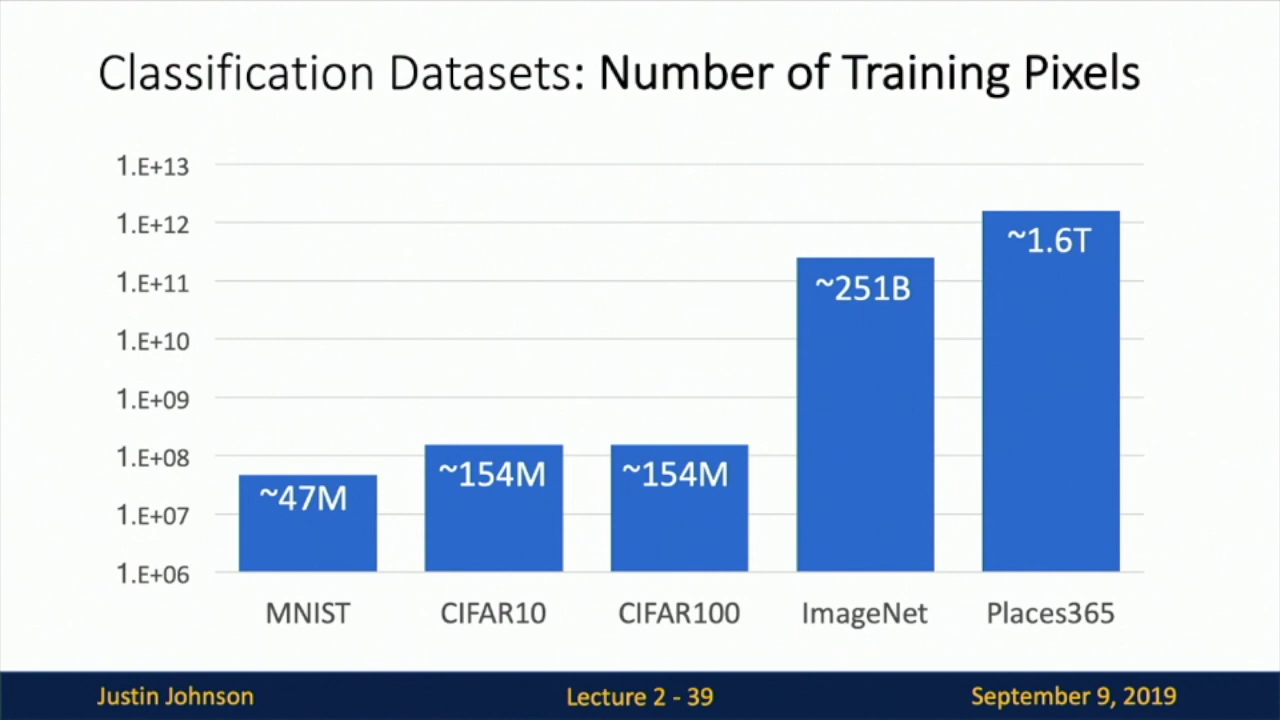 Classification Datasets: Number of Training Pixels
1.E+13
1.E+12
1.E+11
1.E+10
1.E+09
1.E+08
1.E+07
1.E+06
~47M
~154M
~154M
~251B
~1.6T
MNIST
CIFAR10
CIFAR100
ImageNet
Places365
Justin Johnson
Lecture 2 - 39
September 9, 2019